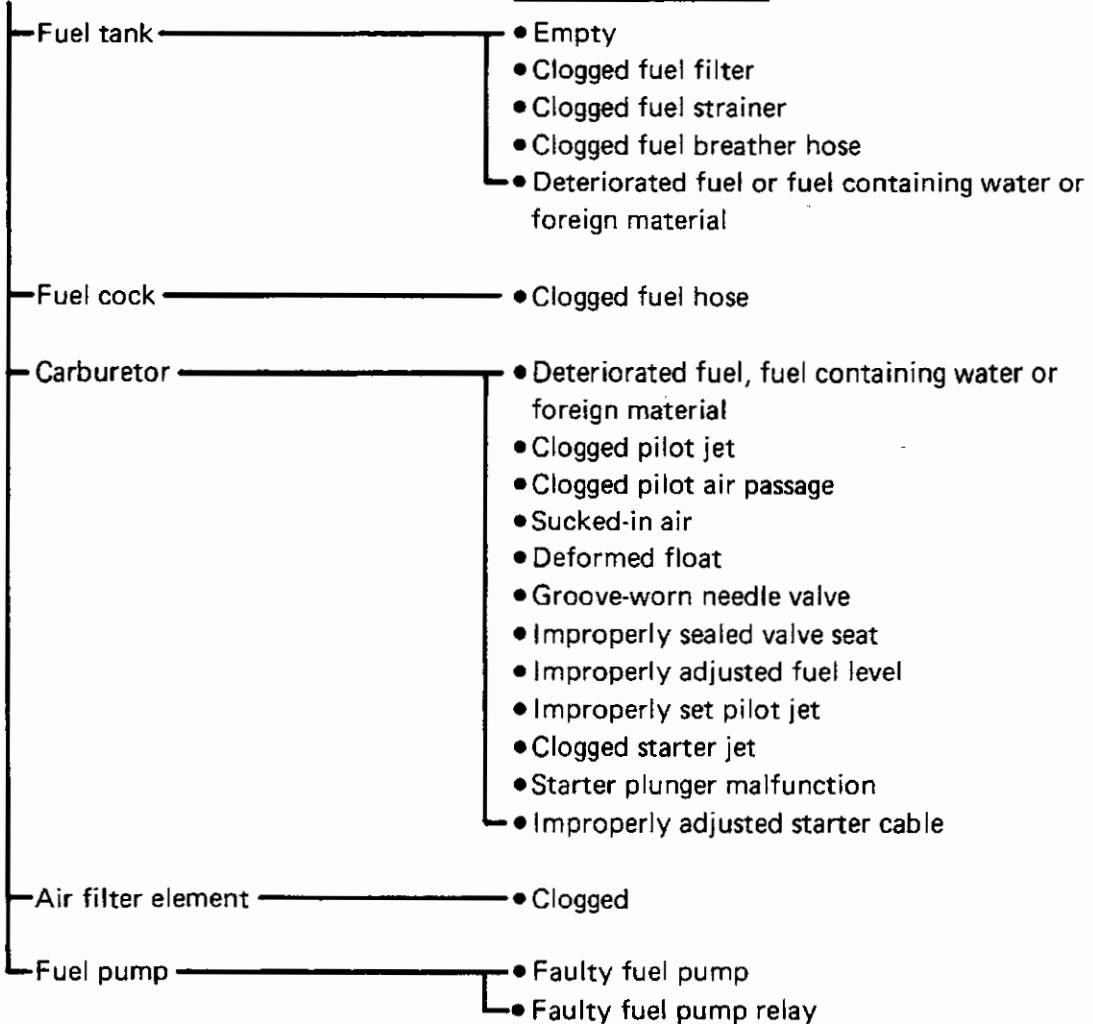 Fuel tank • Empty
• Clogged fuel filter
• Clogged fuel strainer
• Clogged fuel breather hose
• Deteriorated fuel or fuel containing water or
foreign material
Fuel cock • Clogged fuel hose
Carburetor • Deteriorated fuel, fuel containing water or
foreign material
• Clogged pilot jet
• Clogged pilot air passage
• Sucked-in air
• Deformed float
• Groove-worn needle valve
• Improperly sealed valve seat
• Improperly adjusted fuel level
• Improperly set pilot jet
• Clogged starter jet
• Starter plunger malfunction
• Improperly adjusted starter cable
Air filter element • Clogged
Fuel pump • Faulty fuel pump
• Faulty fuel pump relay